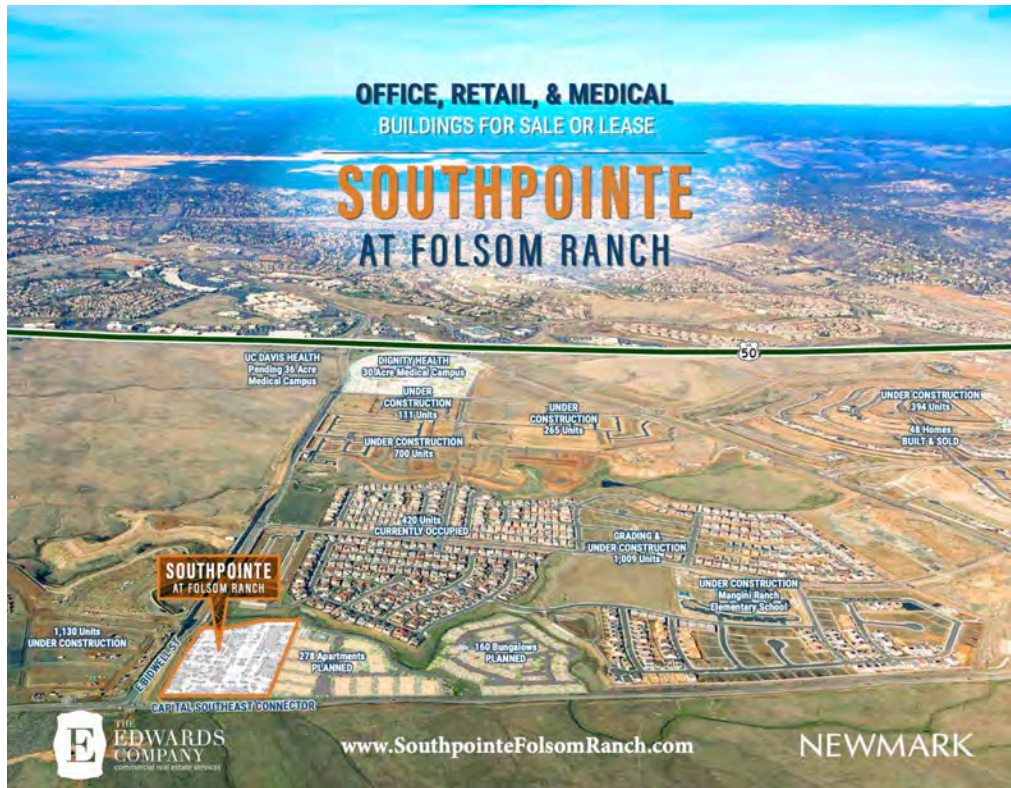 OFFICE, RETAIL, & MEDICAL
BUILDINGS FOR SALE OR LEASE
SOUTHPOINTE
AT FOLSOM RANCH
50
UC DAVIS HEALTH
Pending 36 Acre
Medical Campus
DIGNITY HEALTH
30 Acre Medical Campus
UNDER
CONSTRUCTION
111 Units
UNDER
CONSTRUCTION
265 Units
UNDER CONSTRUCTION
394 Units
48 Homes
BUILT & SOLD
UNDER CONSTRUCTION
700 Units
420 Units
CURRENTLY OCCUPIED
GRADING &
UNDER CONSTRUCTION
1,009 Units
SOUTHPOINTE
AT FOLSOM RANCH
UNDER CONSTRUCTION
Mangini Ranch
Elementary School
1,130 Units
UNDER CONSTRUCTION
E BIDWELL ST
278 Apartments
PLANNED
160 Bungalows
PLANNED
CAPITAL SOUTHEAST CONNECTOR
E
THE
EDWARDS
COMPANY
commercial real estate services
www.SouthpointeFolsomRanch.com
NEWMARK